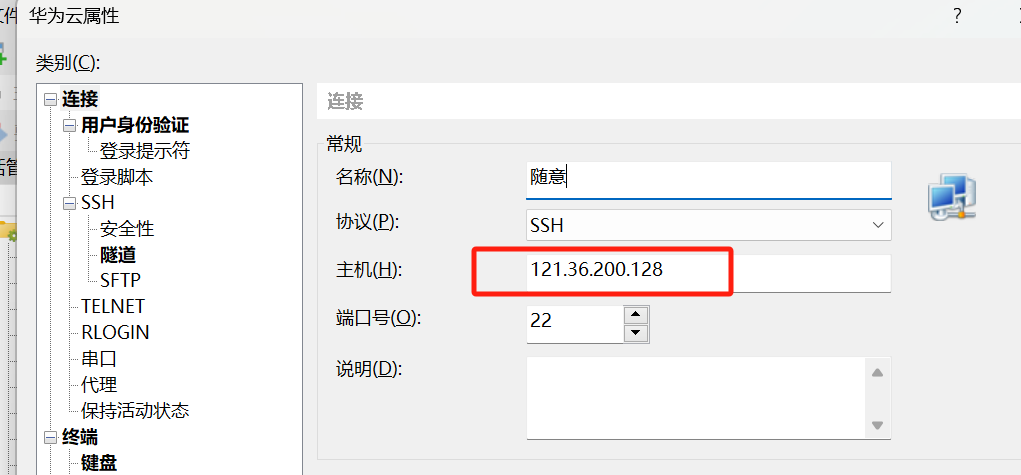 华为云属性
?
类别(C):
连接
用户身份验证
登录提示符
登录脚本
SSH
安全性
隧道
SFTP
TELNET
RLOGIN
串口
代理
保持活动状态
终端
键盘
连接
常规
名称(N):
随意
协议(P):
SSH
主机(H):
121.36.200.128
端口号(O):
22
说明(D):